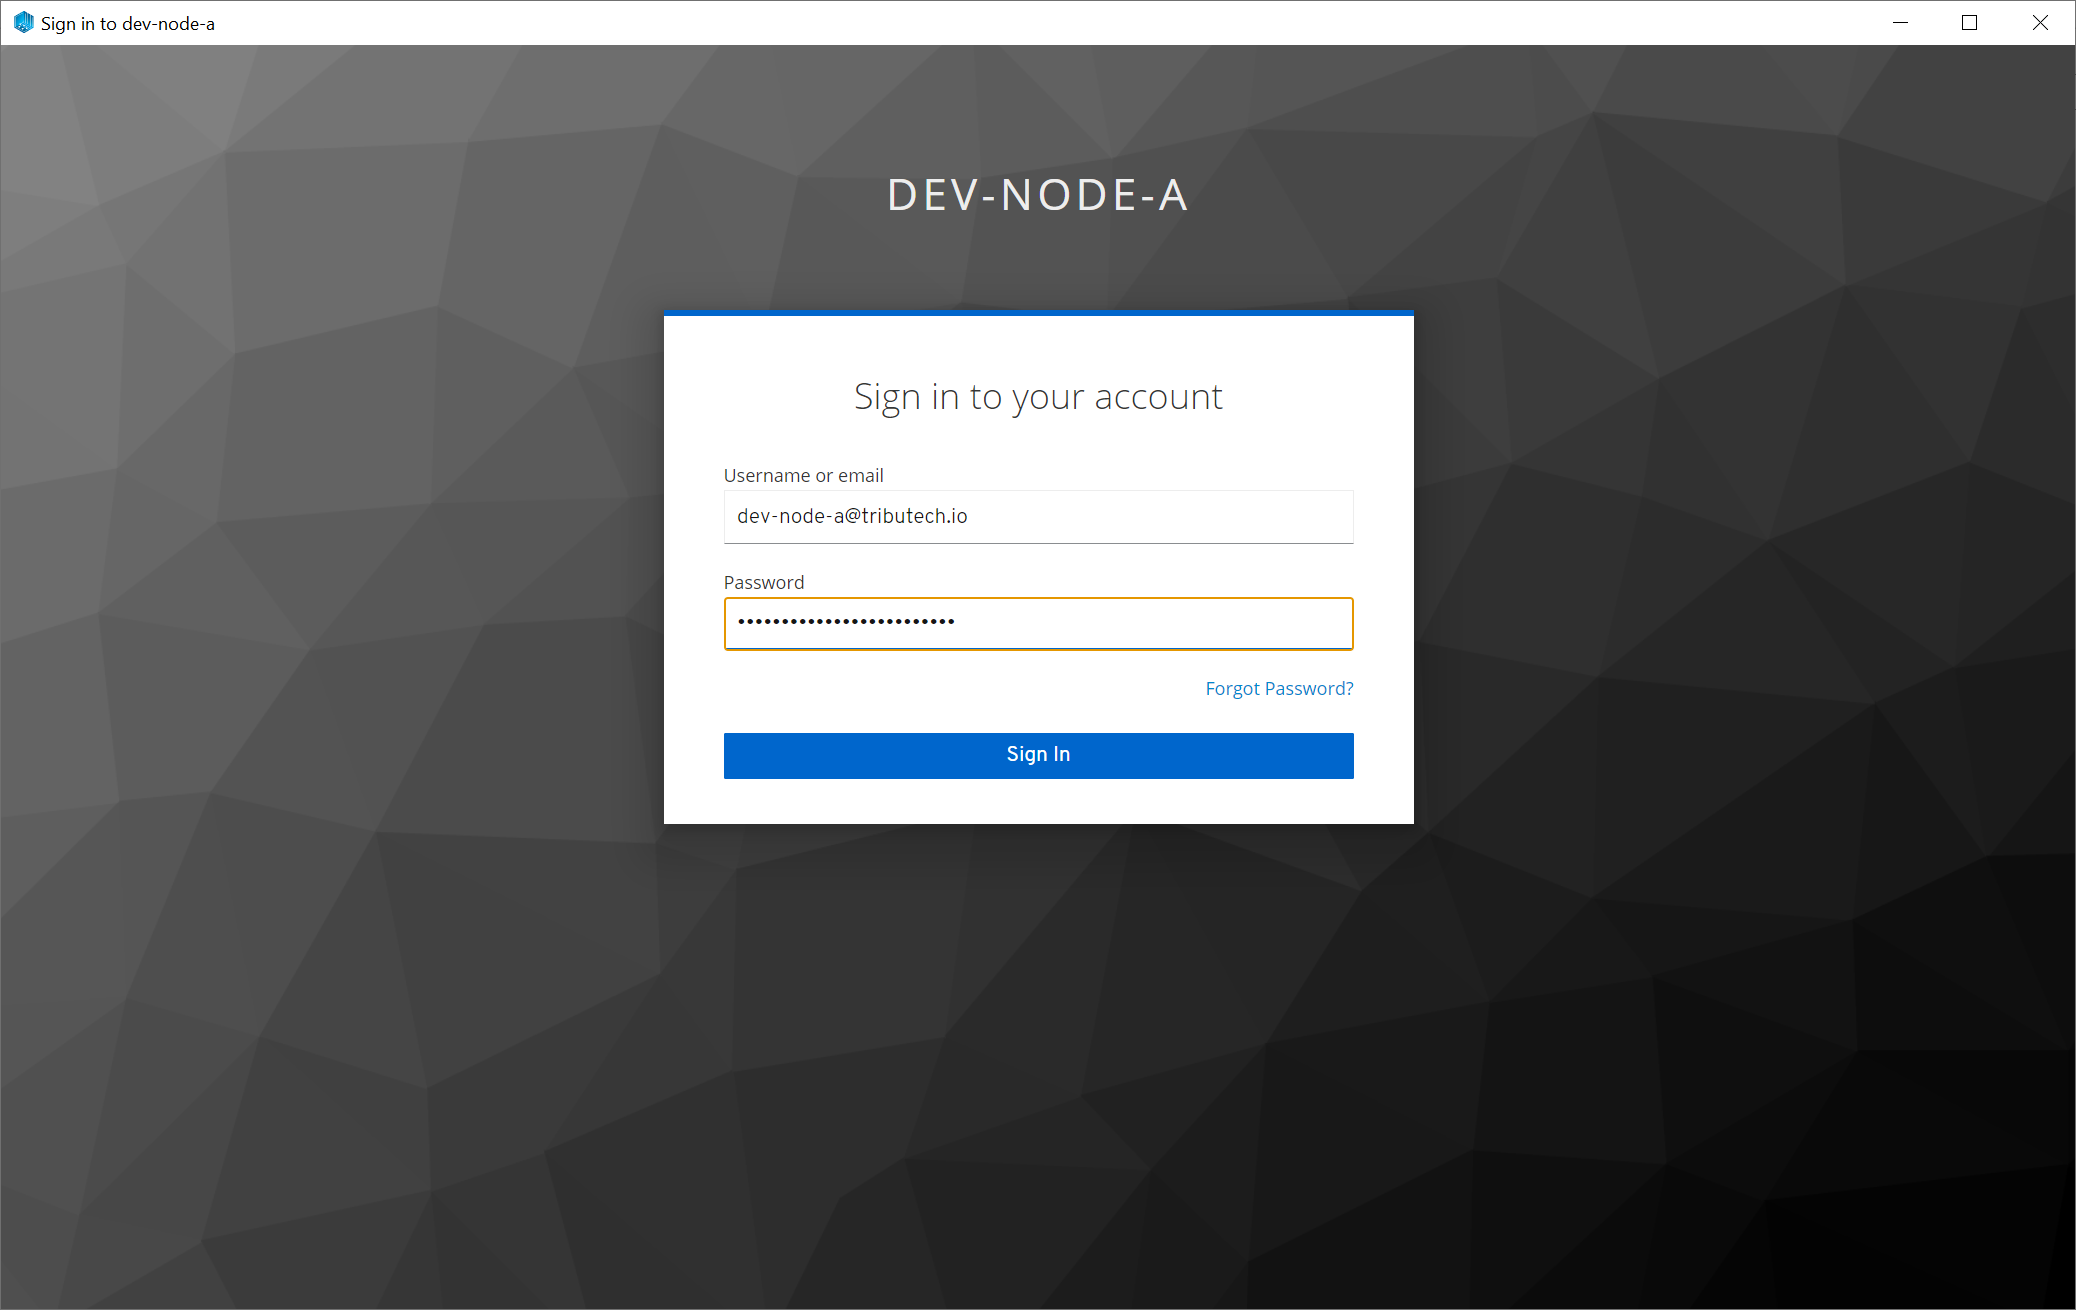 Sign in to dev-node-a
DEV-NODE-A
Sign in to your account
Username or email
dev-node-a@tributech.io
Password
•••••••••••••••••••••••••
Forgot Password?
Sign In